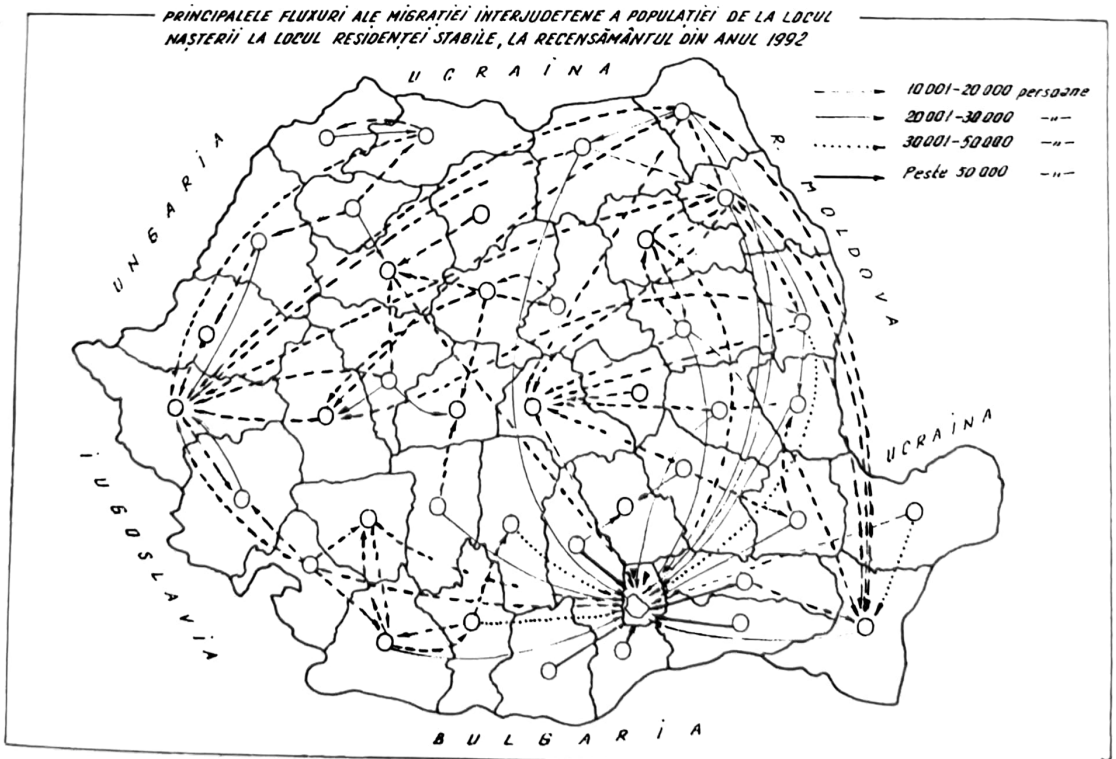 PRINCIPALELE FLUXURI ALE MIGRAȚIEI INTERJUDEȚENE A POPULAȚIEI DE LA LOCUL
NAȘTERII LA LOCUL RESIDENȚEI STABILE, LA RECENSĂMÂNTUL DIN ANUL 1992
UCRAINA
10001-20000 persoane
20001-30000 -"-
30001-50000 -"-
Peste 50000 -"-
UNGARIA
R. MOLDOVA
UCRAINA
IUGOSLAVIA
BULGARIA